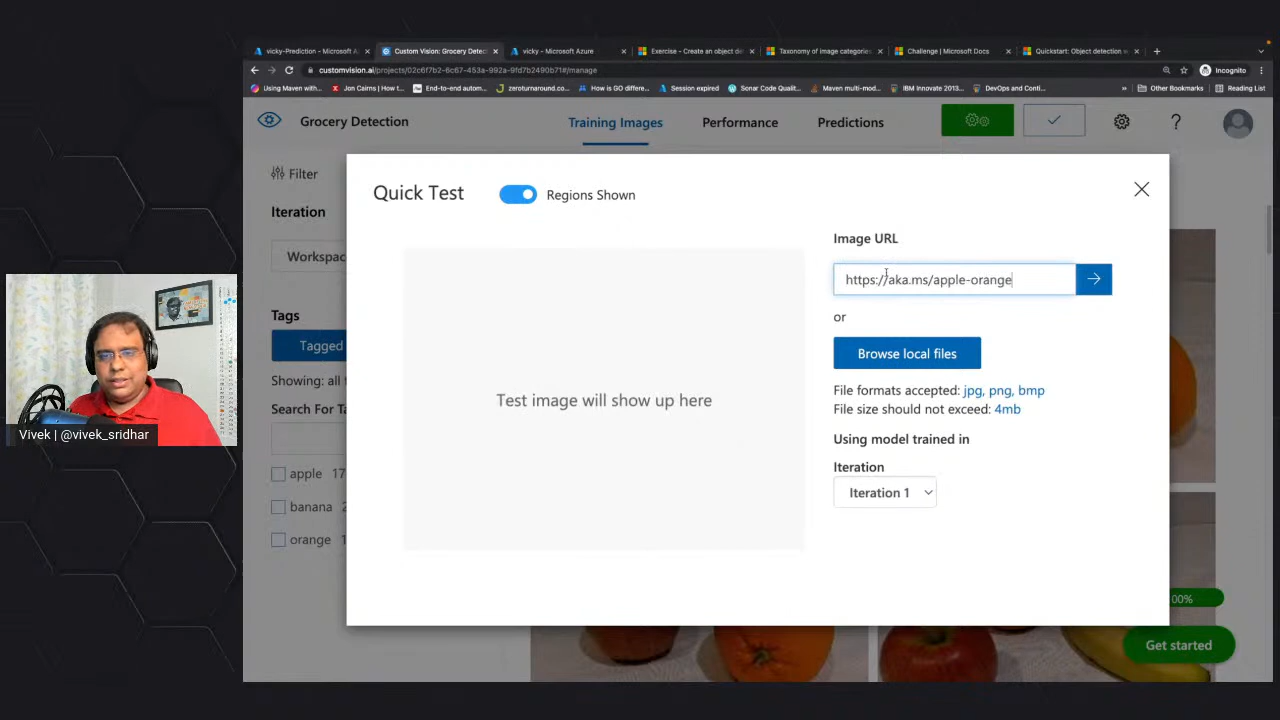 vicky-Prediction - Microsoft A
Custom Vision: Grocery Detec
vicky - Microsoft Azure
Exercise - Create an object de
Taxonomy of image categories
Challenge | Microsoft Docs
Quickstart: Object detection w
customvision.ai/projects/02c6f7b2-6c67-453a-992a-9fd7b2490b71#/manage
Incognito
Using Maven with...
Jon Cairns | How t...
End-to-end autom...
zeroturnaround.co...
How is GO differe...
Session expired
Sonar Code Qualit...
Maven multi-mod...
IBM Innovate 2013...
DevOps and Conti...
Other Bookmarks
Reading List
Grocery Detection
Training Images
Performance
Predictions
Filter
Iteration
Workspac
Tags
Tagged
Showing: all t
Search For Ta
apple 17
banana 2
orange 1
Quick Test
Regions Shown
Image URL
https://aka.ms/apple-orange
or
Browse local files
File formats accepted: jpg, png, bmp
File size should not exceed: 4mb
Using model trained in
Iteration
Iteration 1
Test image will show up here
00%
Get started
Vivek | @vivek_sridhar